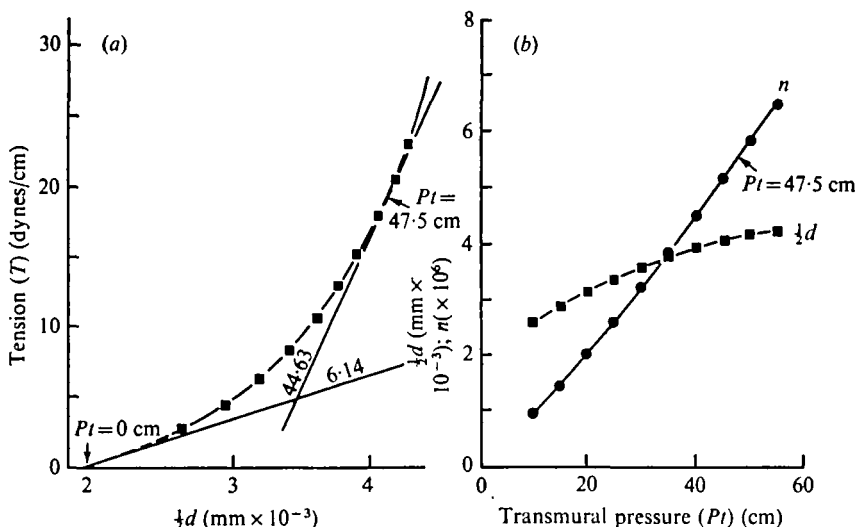 (a)
30
20
10
0
Tension (T) (dynes/cm)
Pt=
47·5 cm
44·63
6·14
Pt=0 cm
2
3
4
½d (mm × 10⁻³)
(b)
8
6
4
2
0
½d (mm ×
10⁻³); n(× 10⁶)
n
Pt=47·5 cm
½d
20
40
60
Transmural pressure (Pt) (cm)